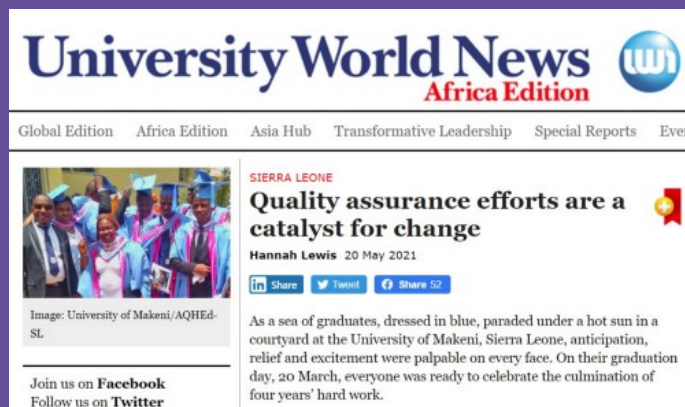 University World News
Africa Edition
Global Edition Africa Edition Asia Hub Transformative Leadership Special Reports
SIERRA LEONE
Quality assurance efforts are a
catalyst for change
Hannah Lewis 20 May 2021
in Share Tweet Share 52
Image: University of Makeni/AQHEd-
SL
As a sea of graduates, dressed in blue, paraded under a hot sun in a
courtyard at the University of Makeni, Sierra Leone, anticipation,
relief and excitement were palpable on every face. On their graduation
day, 20 March, everyone was ready to celebrate the culmination of
four years' hard work.
Join us on Facebook
Follow us on Twitter